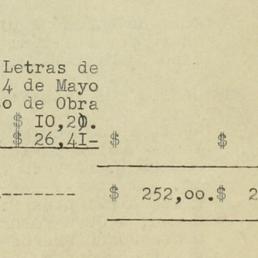 Letras de
4 de Mayo
o de Obra
$ 10,20.
$ 26,41- $ $
-------- $ 252,00.$ 2